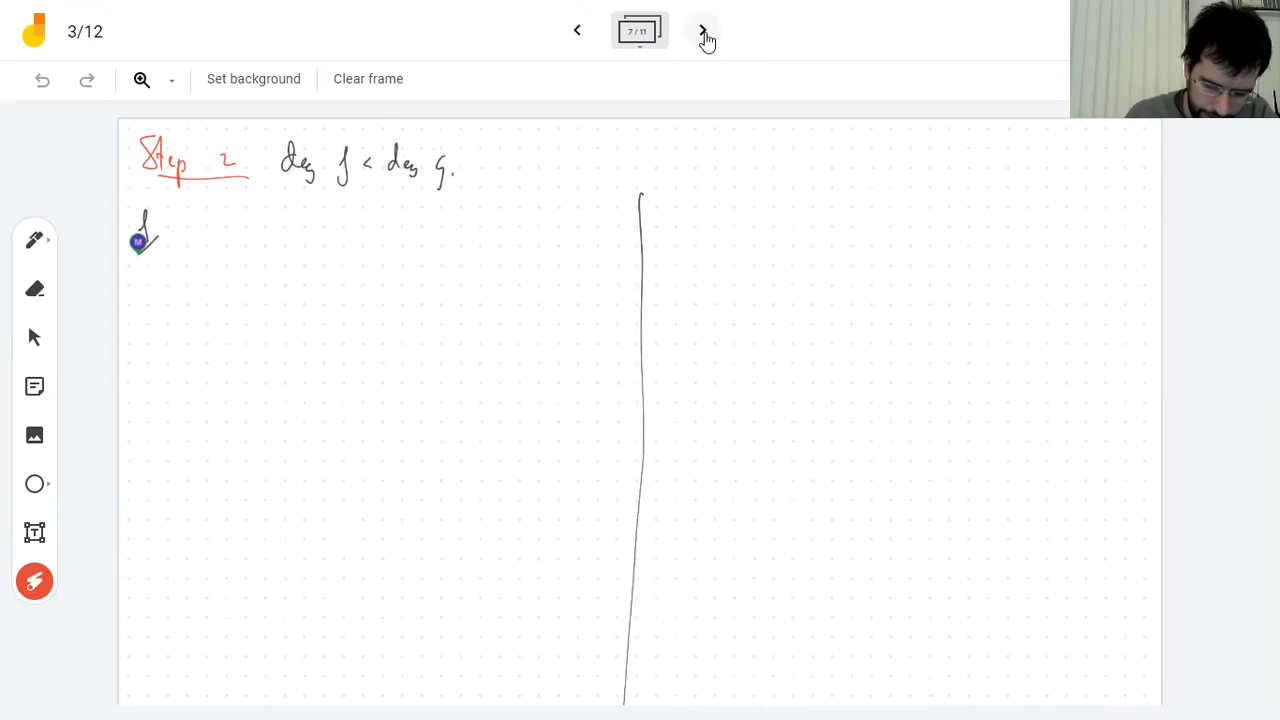 3/12
7 / 11
Set background
Clear frame
Step 2 deg f < deg g.
f
M
T